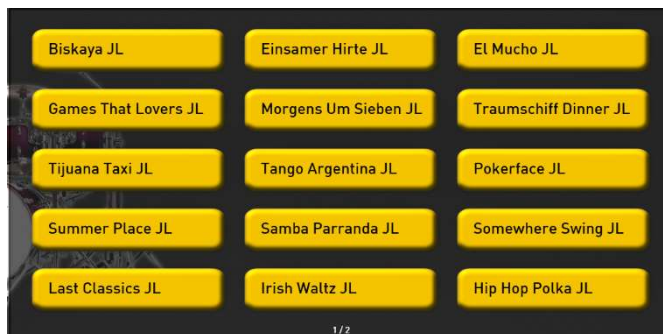 Biskaya JL
Einsamer Hirte JL
El Mucho JL
Games That Lovers JL
Morgens Um Sieben JL
Traumschiff Dinner JL
Tijuana Taxi JL
Tango Argentina JL
Pokerface JL
Summer Place JL
Samba Parranda JL
Somewhere Swing JL
Last Classics JL
Irish Waltz JL
Hip Hop Polka JL
1/2